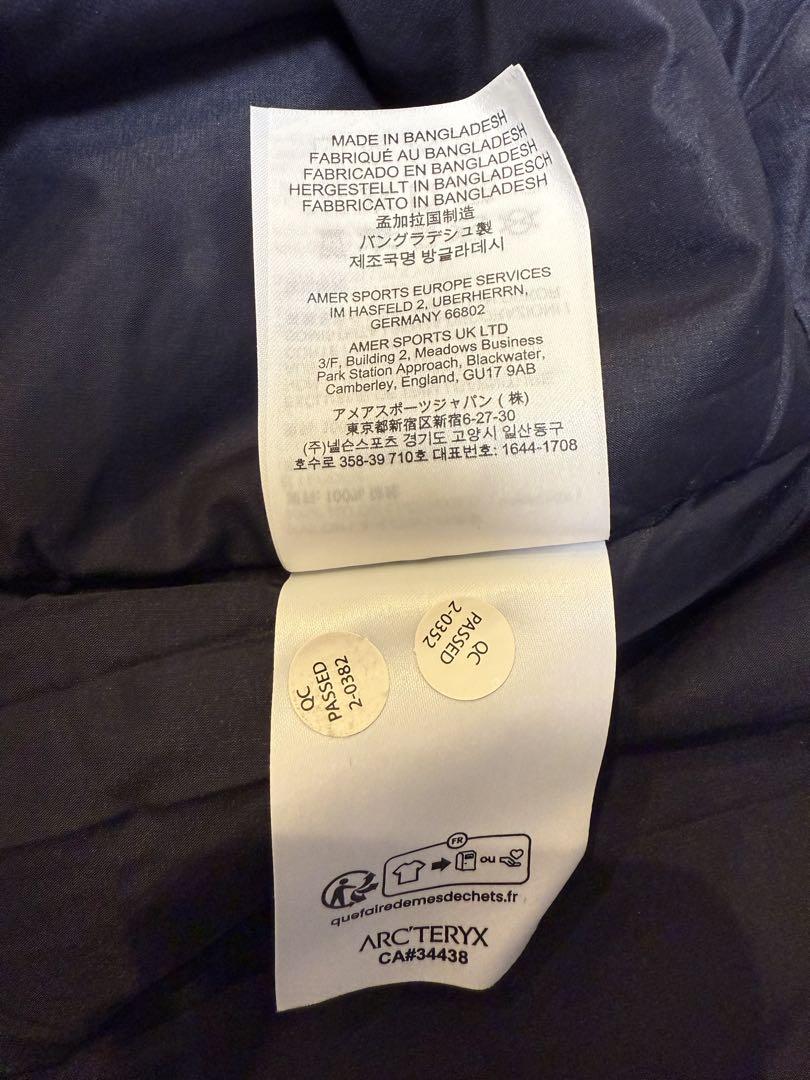 MADE IN BANGLADESH
FABRIQUÉ AU BANGLADESH
FABRICADO EN BANGLADESH
HERGESTELLT IN BANGLADESCH
FABBRICATO IN BANGLADESH
孟加拉国制造
バングラデシュ製
제조국명 방글라데시
AMER SPORTS EUROPE SERVICES
IM HASFELD 2, UBERHERRN,
GERMANY 66802
AMER SPORTS UK LTD
3/F, Building 2, Meadows Business
Park Station Approach, Blackwater,
Camberley, England, GU17 9AB
アメアスポーツジャパン (株)
東京都新宿区新宿6-27-30
(주)넬슨스포츠 경기도 고양시 일산동구
호수로 358-39 710호 대표번호: 1644-1708
QC
PASSED
2-0352
QC
PASSED
2-0382
FR
ou
quefairedemesdechets.fr
ARC'TERYX
CA#34438